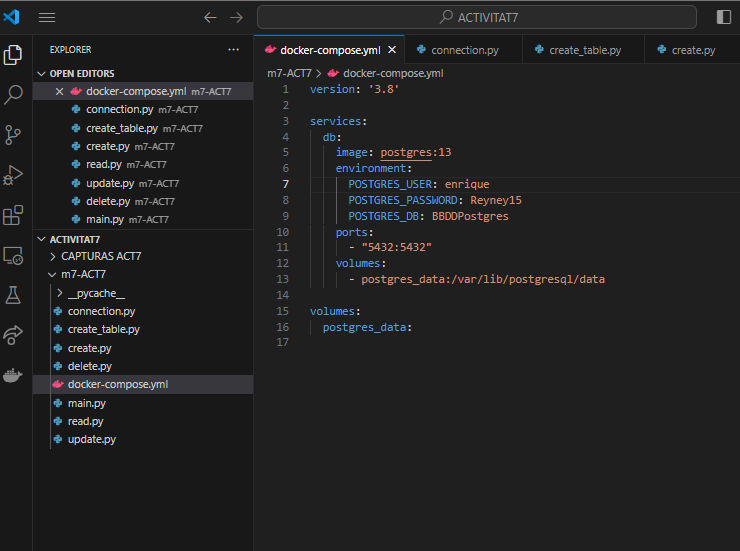 ACTIVITAT7
EXPLORER
OPEN EDITORS
docker-compose.yml m7-ACT7
connection.py m7-ACT7
create_table.py m7-ACT7
create.py m7-ACT7
read.py m7-ACT7
update.py m7-ACT7
delete.py m7-ACT7
main.py m7-ACT7
ACTIVITAT7
CAPTURAS ACT7
m7-ACT7
__pycache__
connection.py
create_table.py
create.py
delete.py
docker-compose.yml
main.py
read.py
update.py
docker-compose.yml connection.py create_table.py create.py
m7-ACT7 > docker-compose.yml
1 version: '3.8'
2
3 services:
4 db:
5 image: postgres:13
6 environment:
7 POSTGRES_USER: enrique
8 POSTGRES_PASSWORD: Reyney15
9 POSTGRES_DB: BBDDPostgres
10 ports:
11 - "5432:5432"
12 volumes:
13 - postgres_data:/var/lib/postgresql/data
14
15 volumes:
16 postgres_data:
17